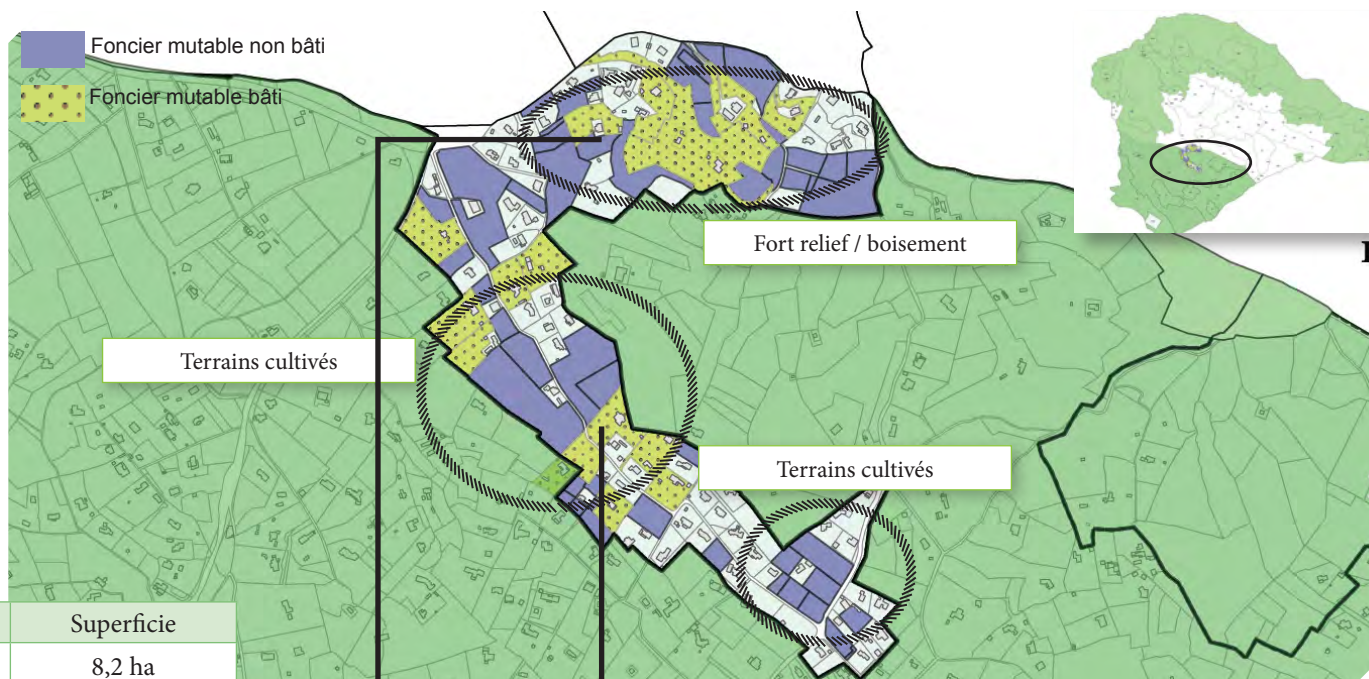 Foncier mutable non bâti
Foncier mutable bâti
Fort relief / boisement
Terrains cultivés
Terrains cultivés
Superficie
8,2 ha